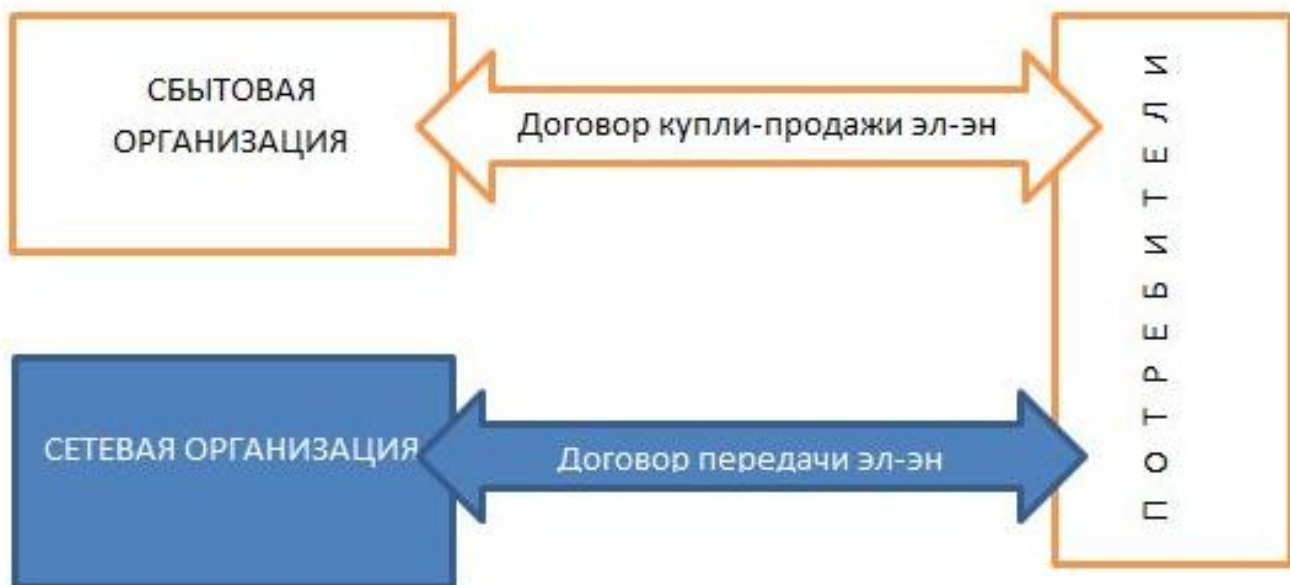 СБЫТОВАЯ
ОРГАНИЗАЦИЯ
Договор купли-продажи эл-эн
ПОТРЕБИТЕЛИ
СЕТЕВАЯ ОРГАНИЗАЦИЯ
Договор передачи эл-эн